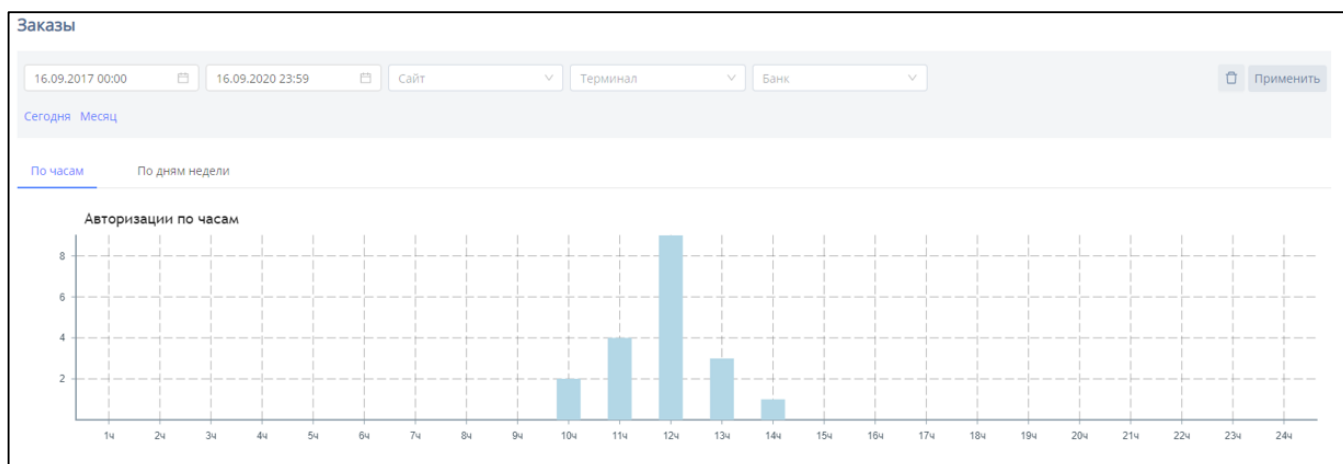 Заказы
16.09.2017 00:00 16.09.2020 23:59 Сайт Терминал Банк Применить
Сегодня Месяц
По часам По дням недели
Авторизации по часам
8
6
4
2
1ч 2ч 3ч 4ч 5ч 6ч 7ч 8ч 9ч 10ч 11ч 12ч 13ч 14ч 15ч 16ч 17ч 18ч 19ч 20ч 21ч 22ч 23ч 24ч